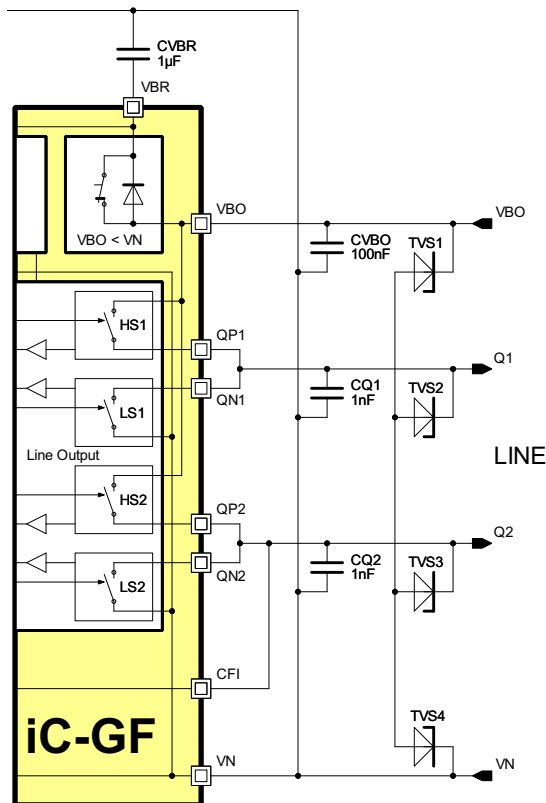 CVBR
1µF
VBR
VBO
VBO
VBO < VN
CVBO
100nF
TVS1
HS1
QP1
Q1
LS1
QN1
CQ1
1nF
TVS2
Line Output
LINE
HS2
QP2
Q2
LS2
QN2
CQ2
1nF
TVS3
CFI
iC-GF
TVS4
VN
VN